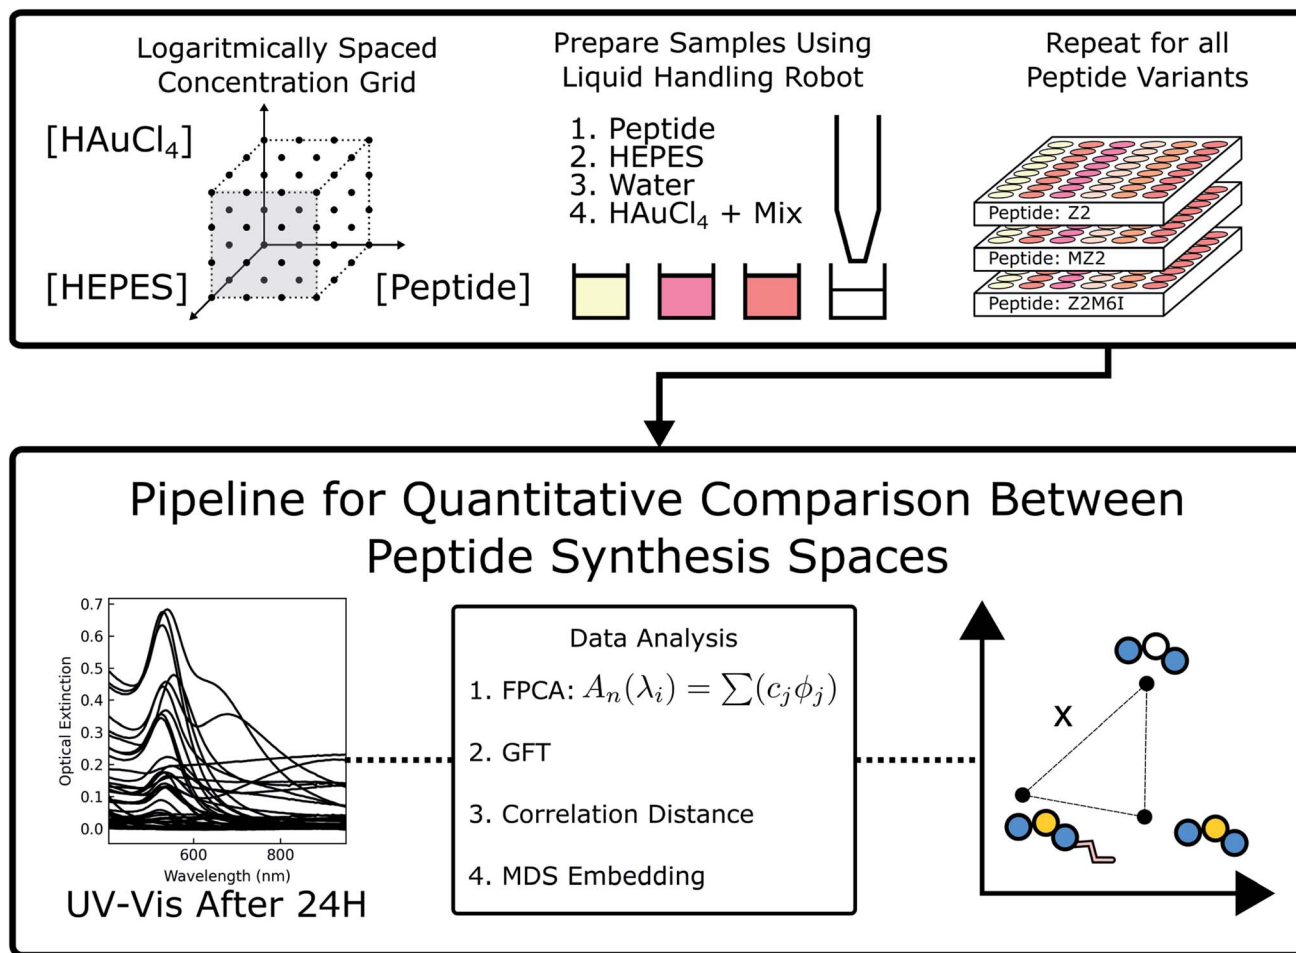 Logaritmically Spaced
Concentration Grid
[HAuCl₄]
[HEPES]
[Peptide]
Prepare Samples Using
Liquid Handling Robot
1. Peptide
2. HEPES
3. Water
4. HAuCl₄ + Mix
Repeat for all
Peptide Variants
Peptide: Z2
Peptide: MZ2
Peptide: Z2M6I
Pipeline for Quantitative Comparison Between
Peptide Synthesis Spaces
Optical Extinction
0.7
0.6
0.5
0.4
0.3
0.2
0.1
0.0
600 800
Wavelength (nm)
UV-Vis After 24H
Data Analysis
1. FPCA: Aₙ(λᵢ) = ∑(cⱼϕⱼ)
2. GFT
3. Correlation Distance
4. MDS Embedding
X